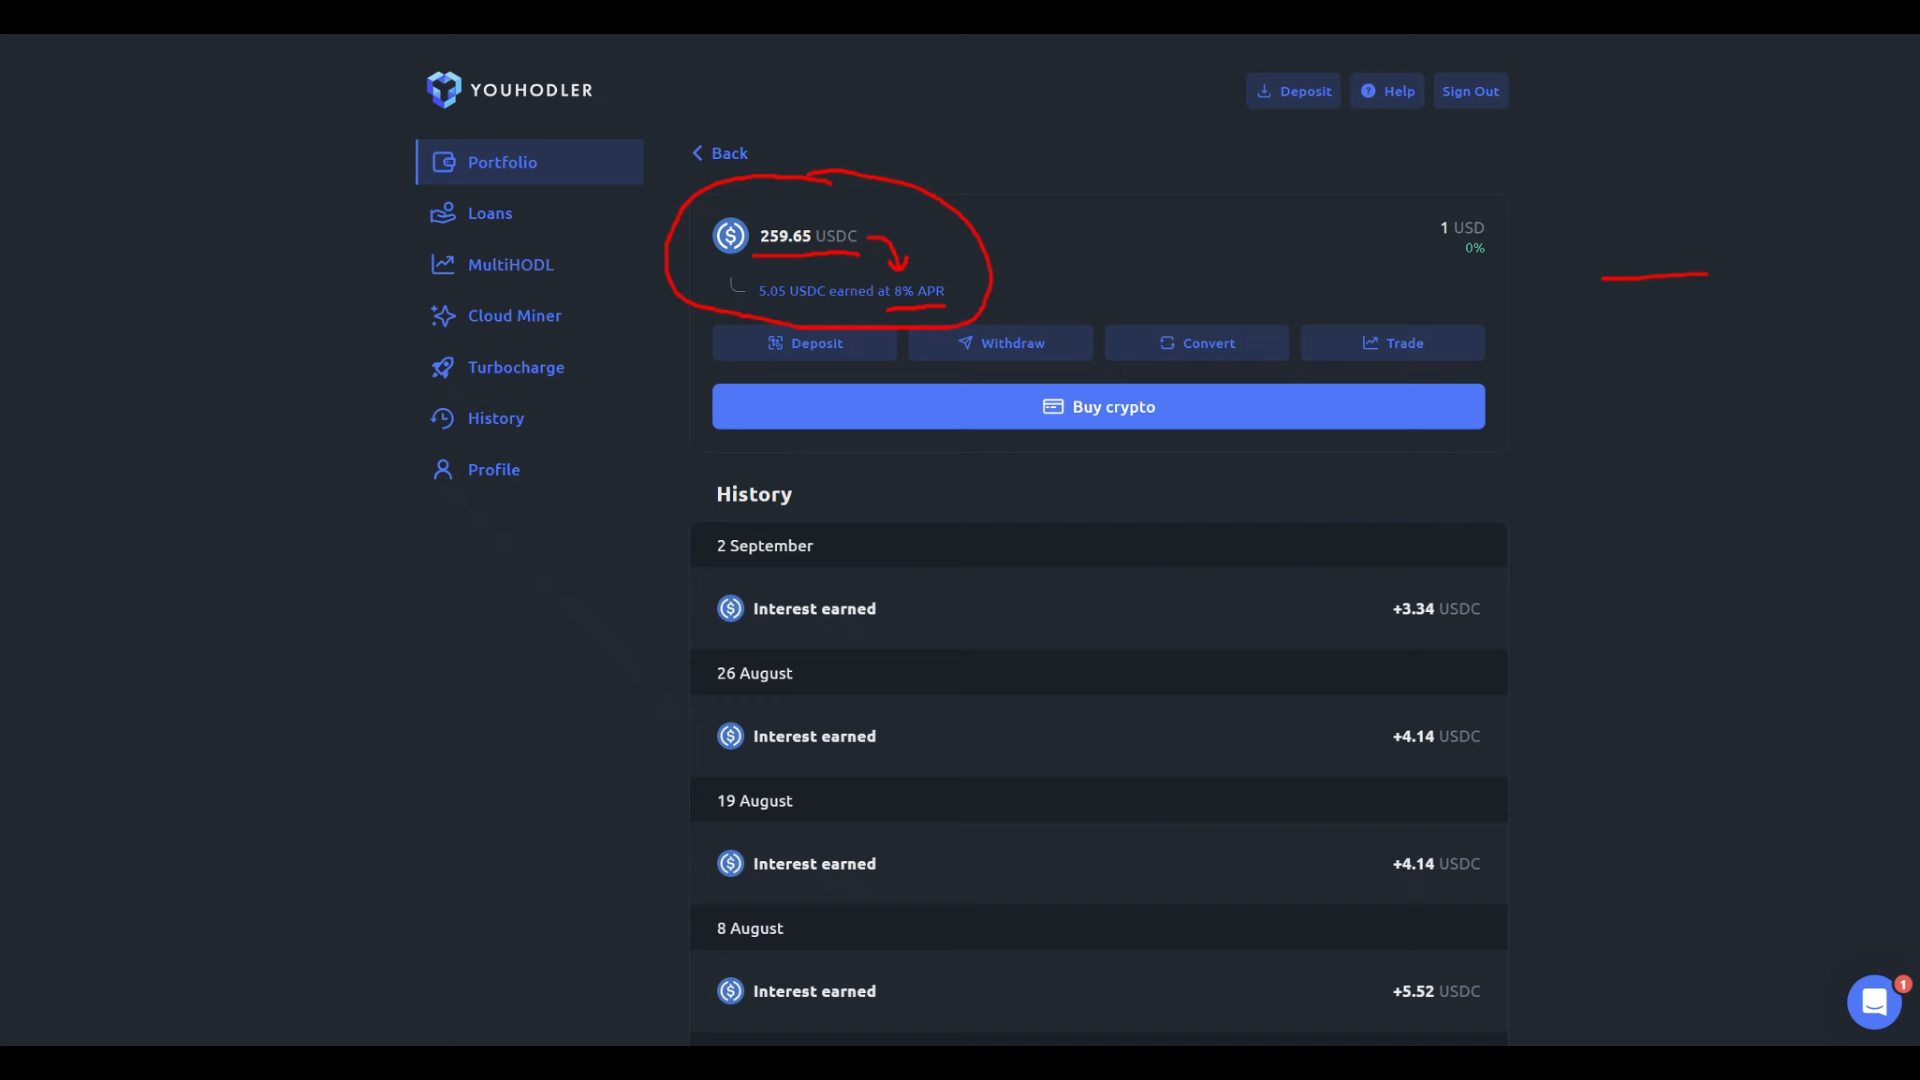 YOUHODLER
Deposit
Help
Sign Out
Portfolio
Loans
MultiHODL
Cloud Miner
Turbocharge
History
Profile
Back
259.65 USDC
1 USD
0%
5.05 USDC earned at 8% APR
Deposit
Withdraw
Convert
Trade
Buy crypto
History
2 September
Interest earned
+3.34 USDC
26 August
Interest earned
+4.14 USDC
19 August
Interest earned
+4.14 USDC
8 August
Interest earned
+5.52 USDC
1